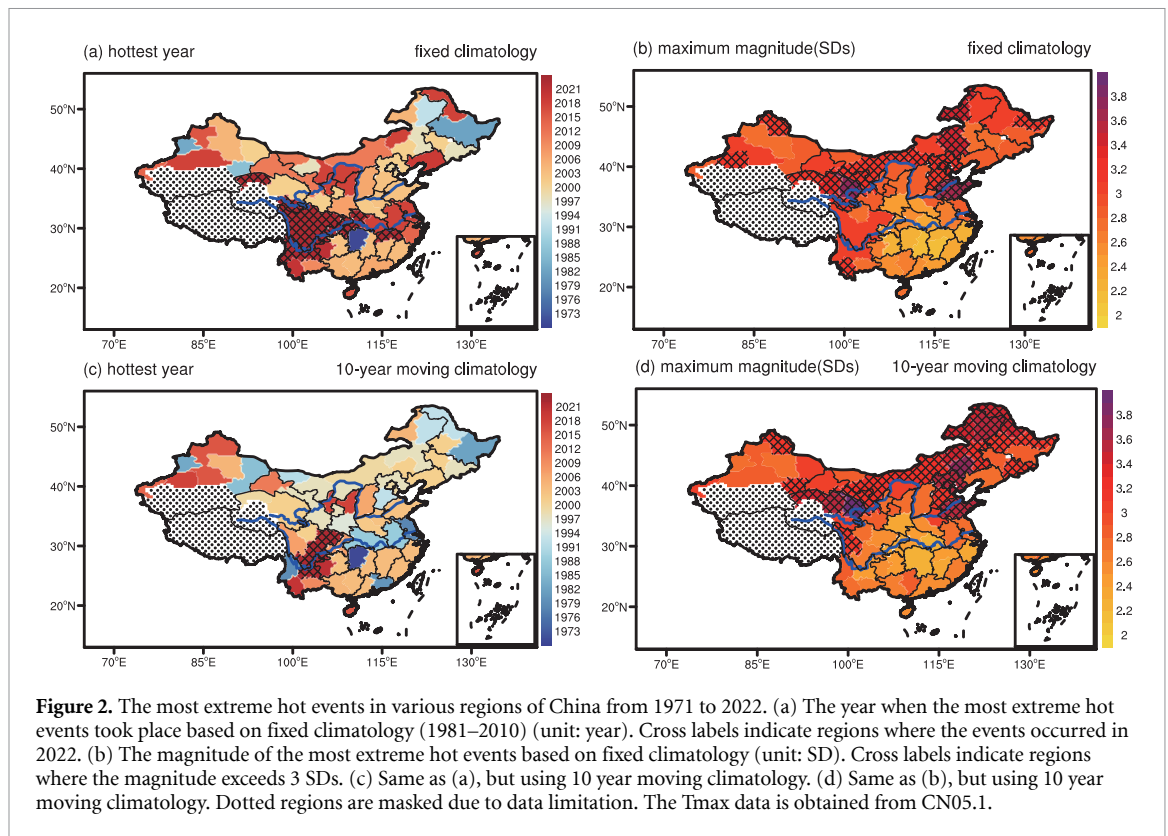 (a) hottest year fixed climatology
50°N
40°N
30°N
20°N
70°E 85°E 100°E 115°E 130°E
2021
2018
2015
2012
2009
2006
2003
2000
1997
1994
1991
1988
1985
1982
1979
1976
1973
(b) maximum magnitude(SDs) fixed climatology
50°N
40°N
30°N
20°N
70°E 85°E 100°E 115°E 130°E
3.8
3.6
3.4
3.2
3
2.8
2.6
2.4
2.2
2
(c) hottest year 10-year moving climatology
50°N
40°N
30°N
20°N
70°E 85°E 100°E 115°E 130°E
2021
2018
2015
2012
2009
2006
2003
2000
1997
1994
1991
1988
1985
1982
1979
1976
1973
(d) maximum magnitude(SDs) 10-year moving climatology
50°N
40°N
30°N
20°N
70°E 85°E 100°E 115°E 130°E
3.8
3.6
3.4
3.2
3
2.8
2.6
2.4
2.2
2
Figure 2. The most extreme hot events in various regions of China from 1971 to 2022. (a) The year when the most extreme hot
events took place based on fixed climatology (1981–2010) (unit: year). Cross labels indicate regions where the events occurred in
2022. (b) The magnitude of the most extreme hot events based on fixed climatology (unit: SD). Cross labels indicate regions
where the magnitude exceeds 3 SDs. (c) Same as (a), but using 10 year moving climatology. (d) Same as (b), but using 10 year
moving climatology. Dotted regions are masked due to data limitation. The Tmax data is obtained from CN05.1.